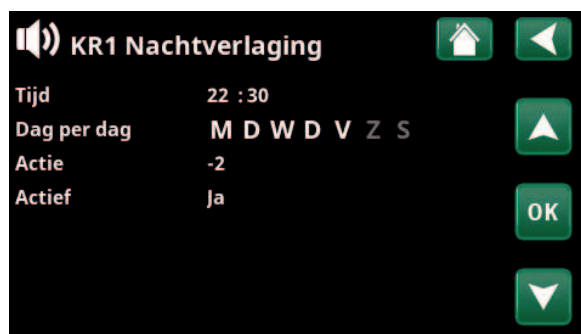 KR1 Nachtverlaging
Tijd 22 :30
Dag per dag M D W D V Z S
Actie -2
Actief Ja
OK